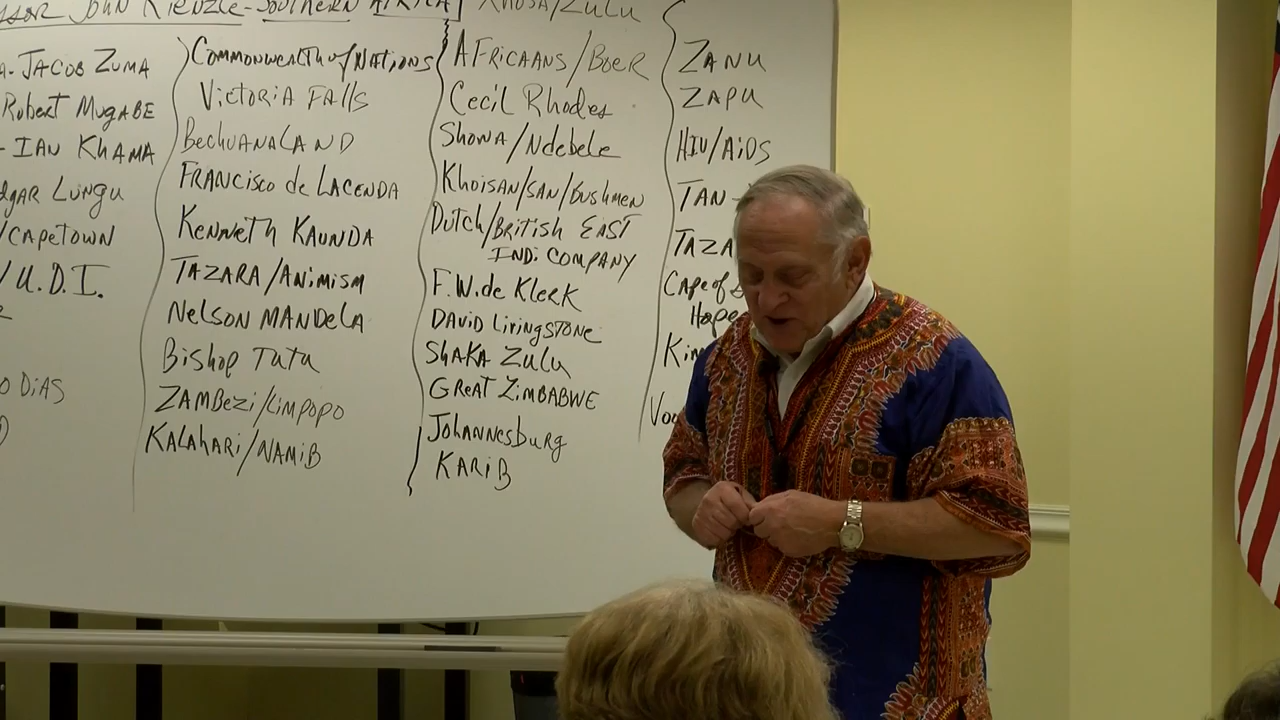 JOHN KIENZLE-SOUTHERN AFRICA XHOSA/ZULU
JACOB ZUMA
Robert Mugabe
- IAN KHAMA
Lungu
/CAPETOWN
/U.D.I.
DIAS
Commonwealth of Nations
Victoria Falls
BechuanaLAND
FRANCisco de LACENDA
Kenneth KAUNDA
TAZARA/Animism
Nelson MANDELA
Bishop Tutu
ZAMBezi/Limpopo
KALAHARI/NAMIB
AFRICAANS/BOER
Cecil Rhodes
Shona/Ndebele
Khoisan/SAN/Bushmen
Dutch/British EAST
INDi COMPANY
F.W. de Klerk
DAVID LivingSTONe
SHAKA ZULU
GREAT ZIMBABWE
Johannesburg
KARIB
ZANU
ZAPU
HIV/AiDS
TAN
TAZA
Cape of
Hope